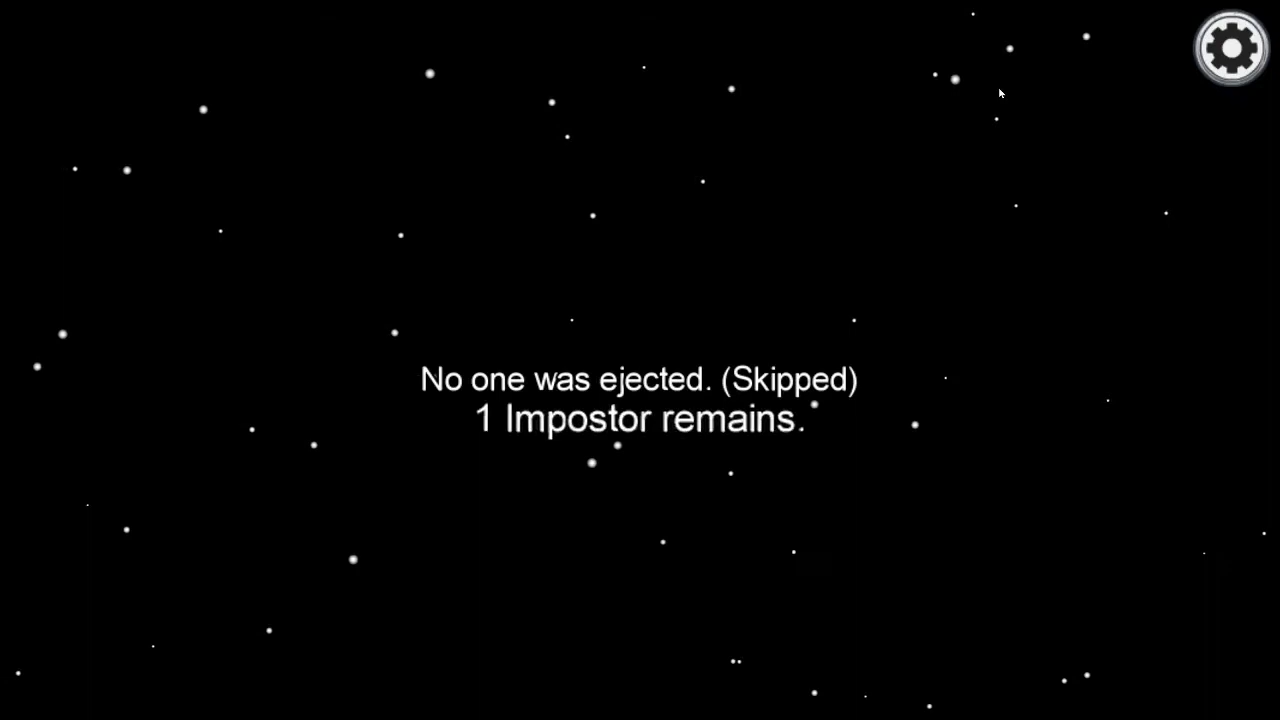 No one was ejected. (Skipped)
1 Impostor remains.